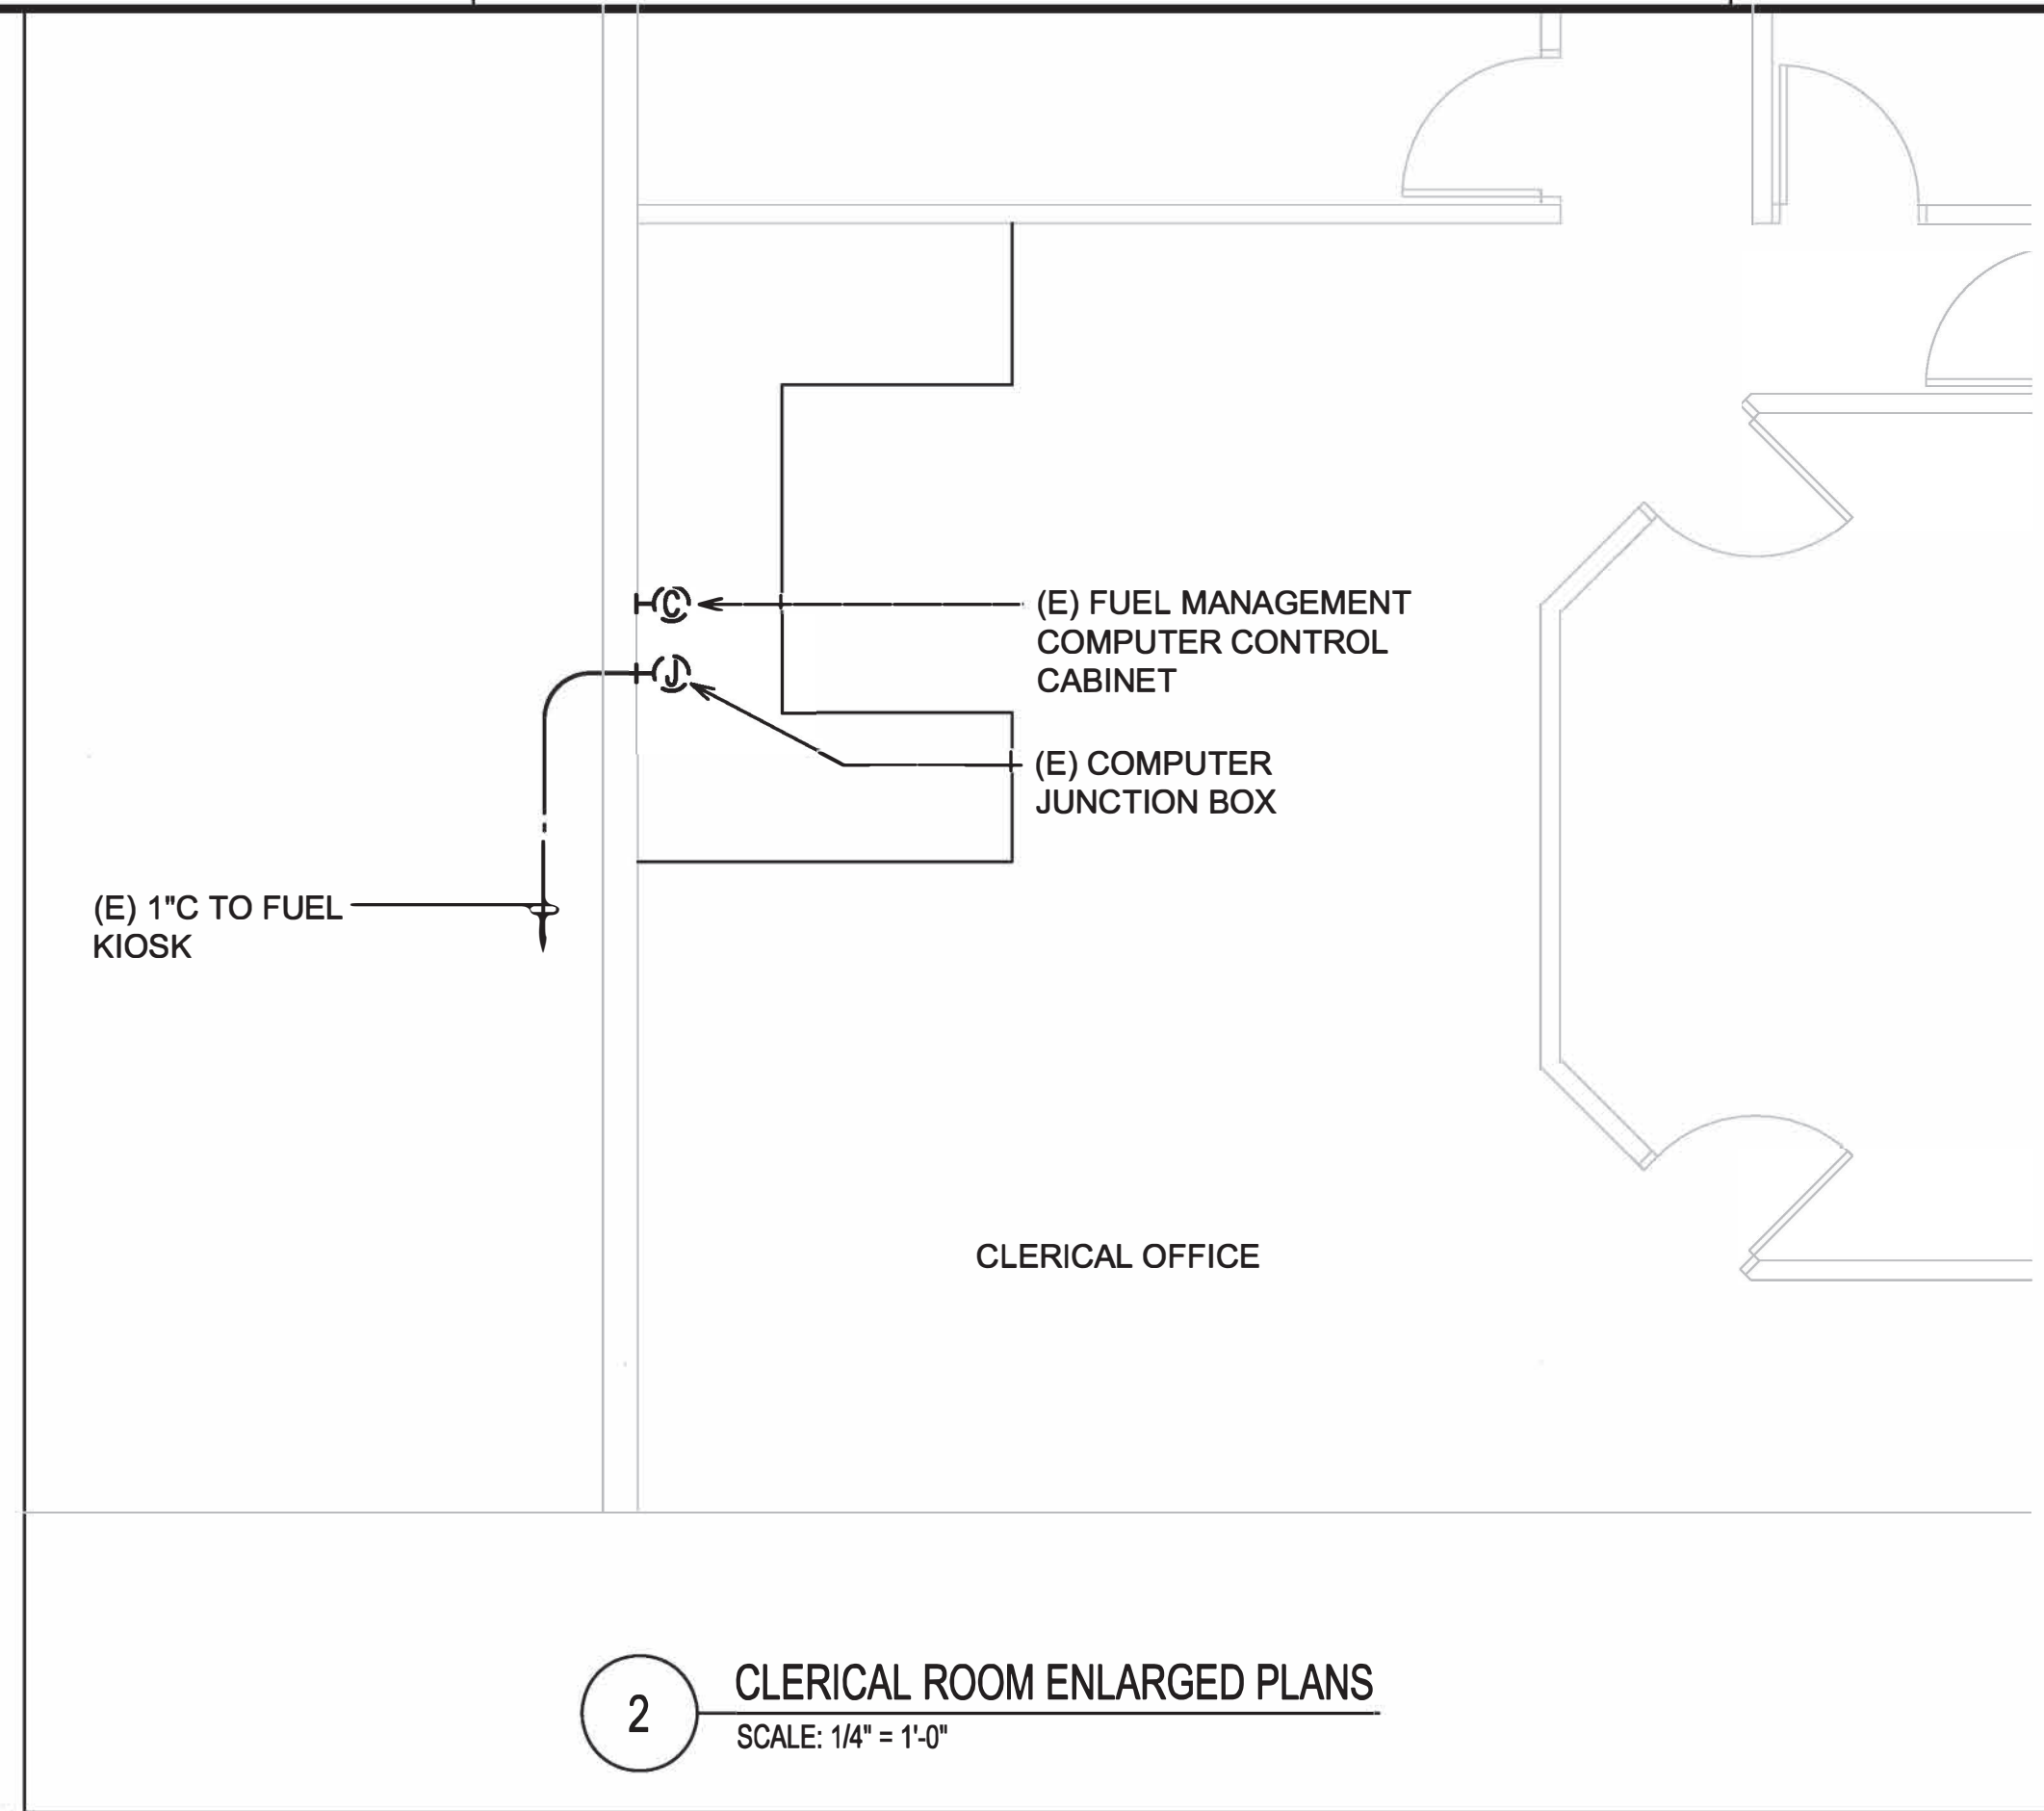 (E) FUEL MANAGEMENT
COMPUTER CONTROL
CABINET
C
J
(E) COMPUTER
JUNCTION BOX
(E) 1"C TO FUEL
KIOSK
CLERICAL OFFICE
2
CLERICAL ROOM ENLARGED PLANS
SCALE: 1/4" = 1'-0"